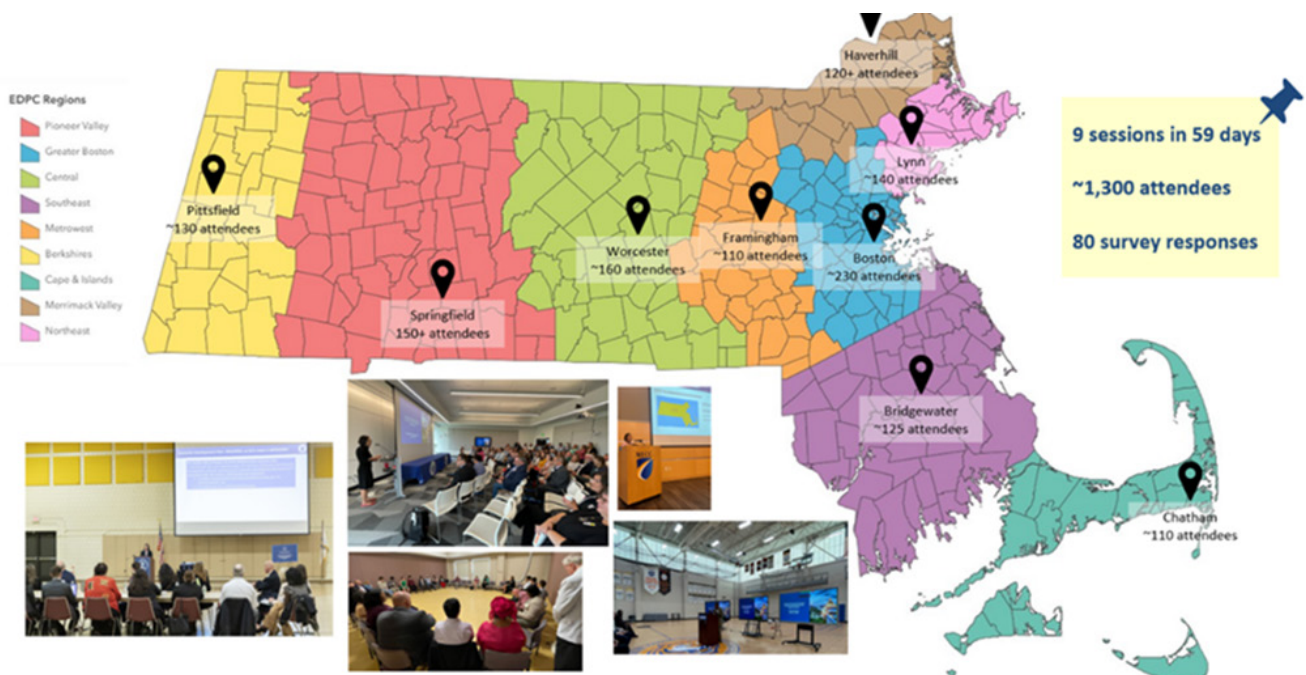 EDPC Regions
Pioneer Valley
Greater Boston
Central
Southeast
Metrowest
Berkshires
Cape & Islands
Merrimack Valley
Northeast
Haverhill
120+ attendees
Lynn
~140 attendees
Pittsfield
~130 attendees
Worcester
~160 attendees
Framingham
~110 attendees
Boston
~230 attendees
Springfield
150+ attendees
Bridgewater
~125 attendees
Chatham
~110 attendees
9 sessions in 59 days
~1,300 attendees
80 survey responses